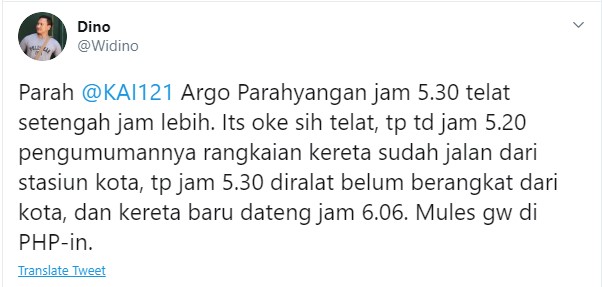 Dino
@Widino
Parah @KAI121 Argo Parahyangan jam 5.30 telat
setengah jam lebih. Its oke sih telat, tp td jam 5.20
pengumumannya rangkaian kereta sudah jalan dari
stasiun kota, tp jam 5.30 diralat belum berangkat dari
kota, dan kereta baru dateng jam 6.06. Mules gw di
PHP-in.
Translate Tweet